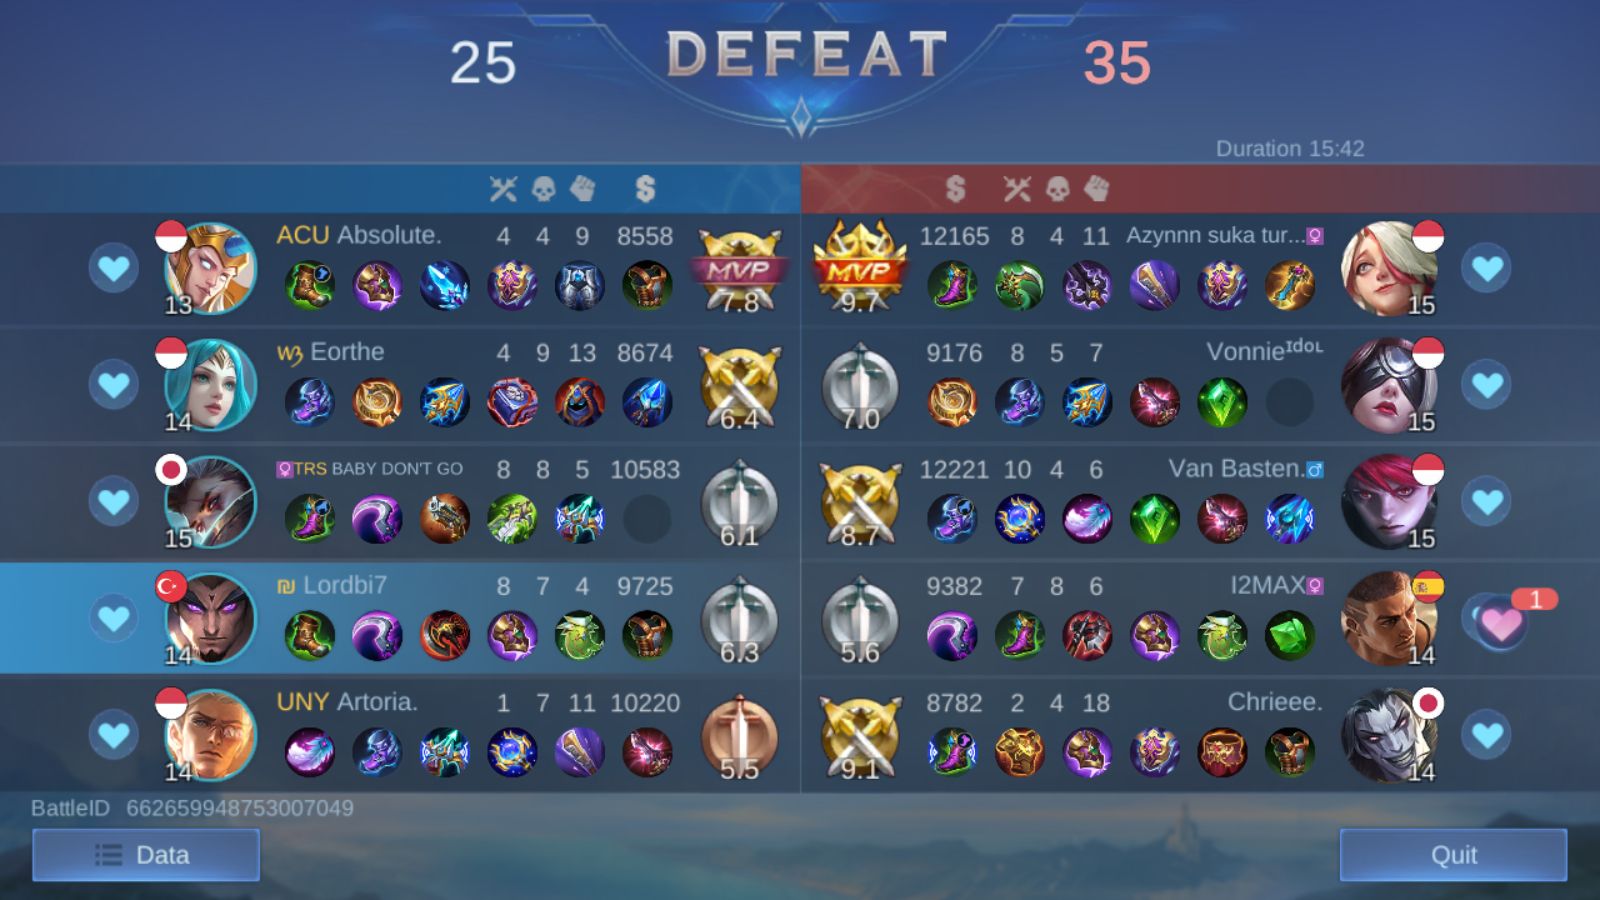 25 DEFEAT 35
Duration 15:42
ACU Absolute. 4 4 9 8558
13 MVP 7.8
MVP 9.7 12165 8 4 11 Azynnn suka tur...
15
Eorthe 4 9 13 8674
14 6.4
7.0 9176 8 5 7 Vonnieᴵᵈᵒᴸ
15
TRS BABY DON'T GO 8 8 5 10583
15 6.1
8.7 12221 10 4 6 Van Basten.
15
₪ Lordbi7 8 7 4 9725
14 6.3
5.6 9382 7 8 6 I2MAX
14 1
UNY Artoria. 1 7 11 10220
14 5.5
9.1 8782 2 4 18 Chrieee.
14
BattleID 662659948753007049
Data
Quit